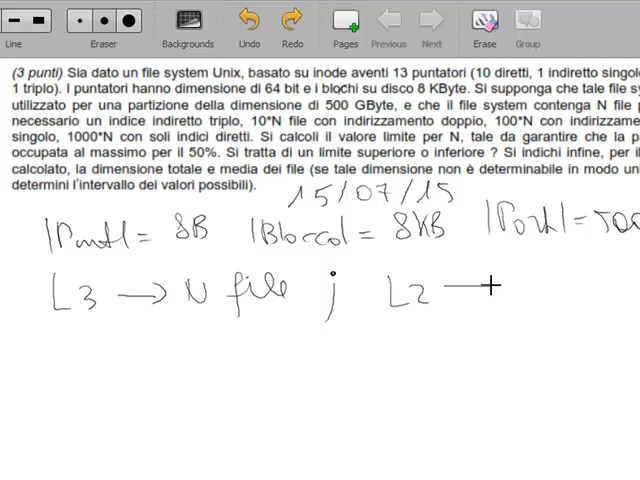 Line Eraser Backgrounds Undo Redo Pages Previous Next Erase Group
(3 punti) Sia dato un file system Unix, basato su inode aventi 13 puntatori (10 diretti, 1 indiretto singolo
1 triplo). I puntatori hanno dimensione di 64 bit e i blocchi su disco 8 KByte. Si supponga che tale file sy
utilizzato per una partizione della dimensione di 500 GByte, e che il file system contenga N file p
necessario un indice indiretto triplo, 10*N file con indirizzamento doppio, 100*N con indirizzame
singolo, 1000*N con soli indici diretti. Si calcoli il valore limite per N, tale da garantire che la p
occupata al massimo per il 50%. Si tratta di un limite superiore o inferiore ? Si indichi infine, per il
calcolato, la dimensione totale e media dei file (se tale dimensione non è determinabile in modo un
determini l'intervallo dei valori possibili).
15/07/15
|Punt| = 8B |Blocco| = 8KB |Part| = 500
L3 → N file ; L2 —